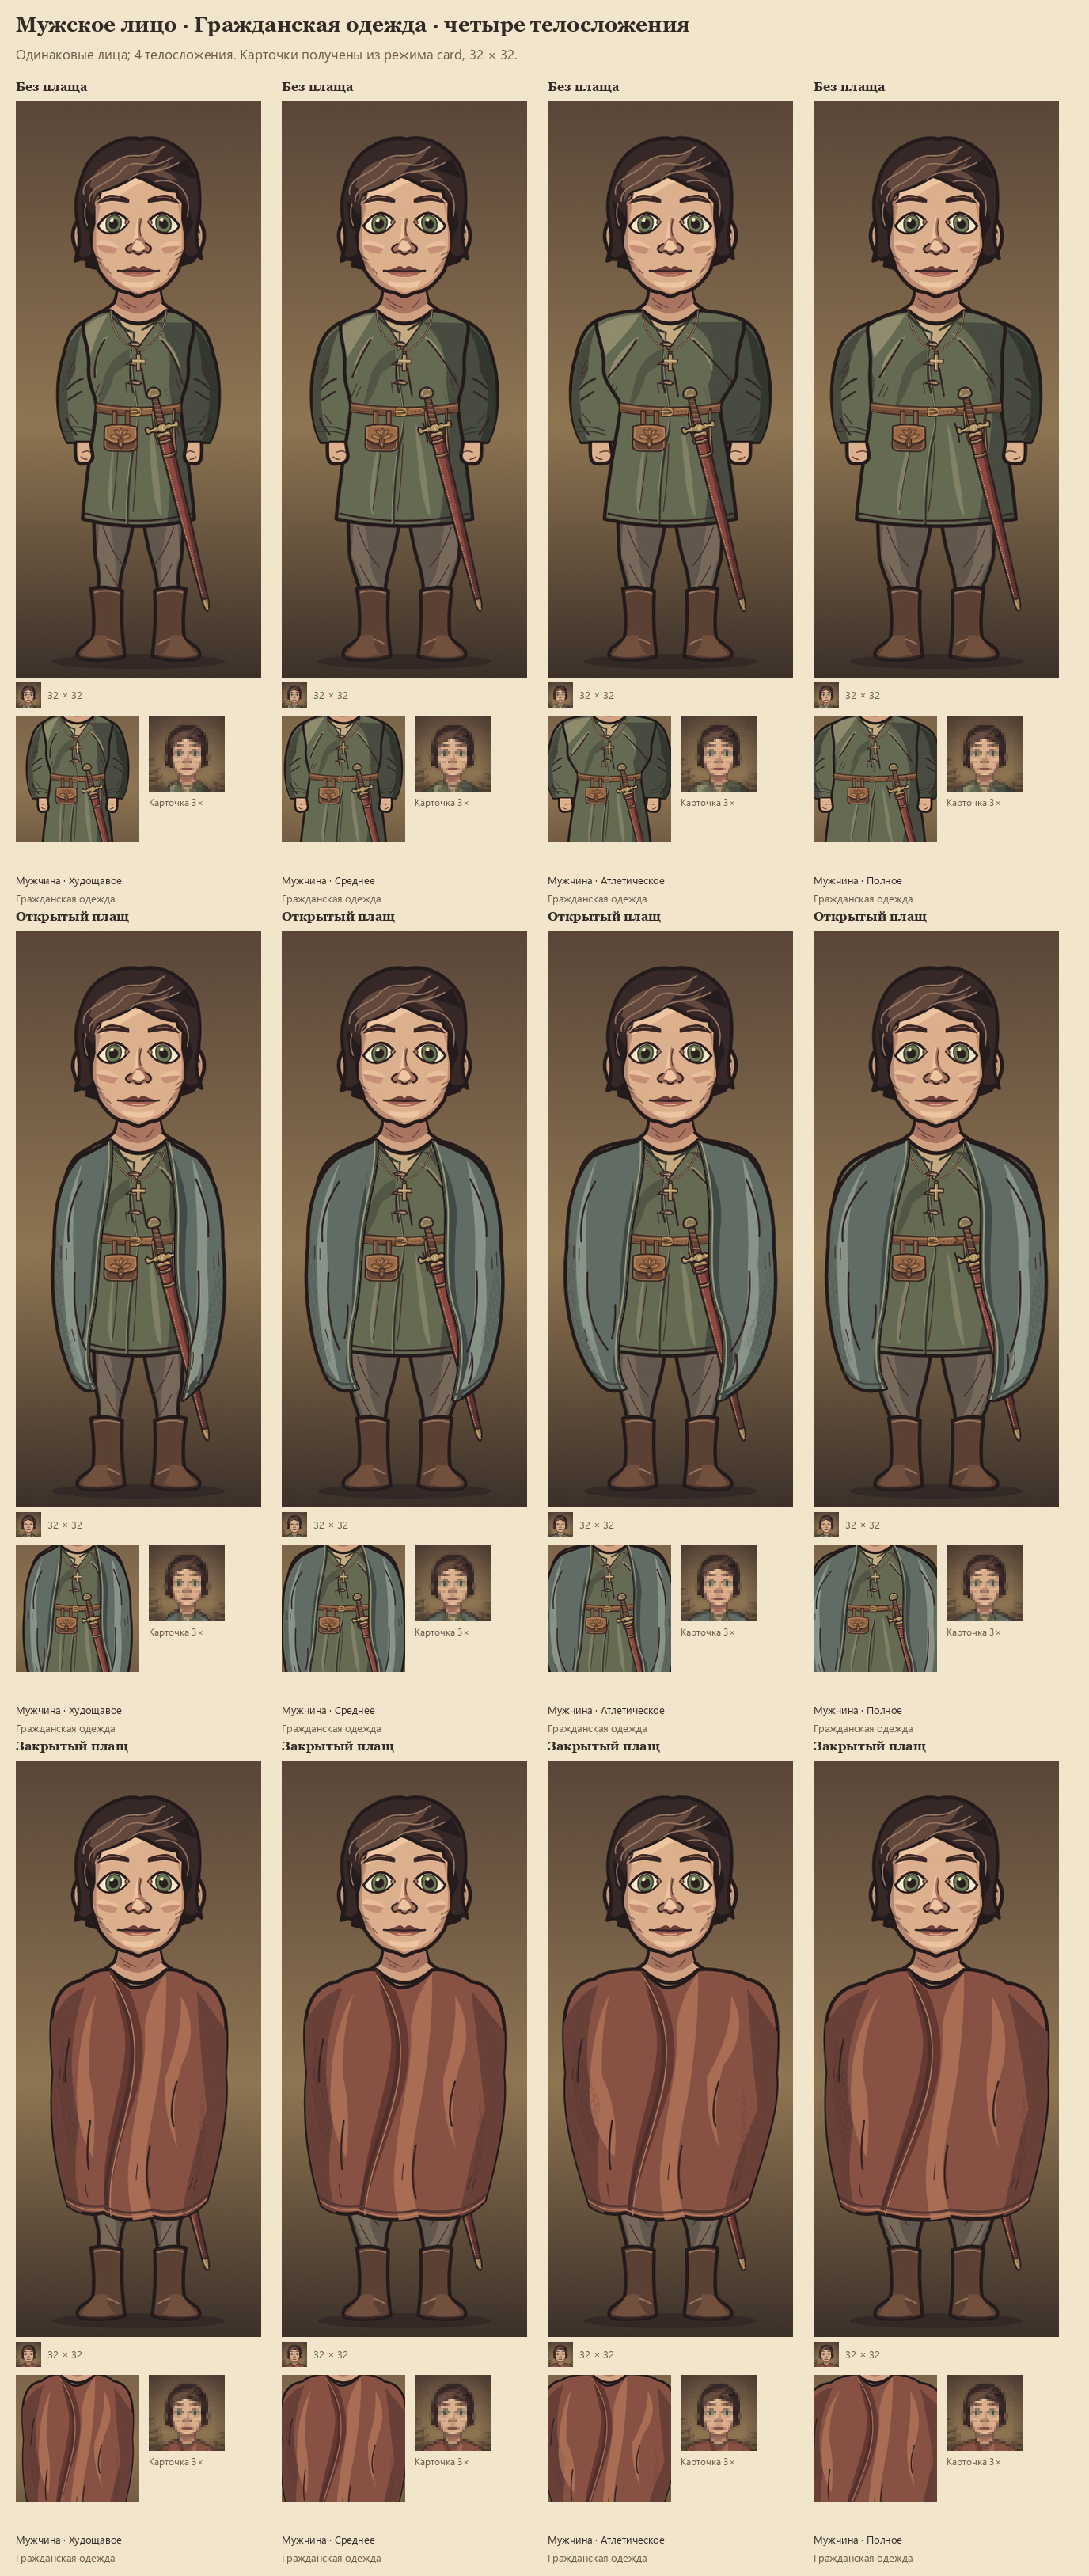 Мужское лицо · Гражданская одежда · четыре телосложения
Одинаковые лица; 4 телосложения. Карточки получены из режима card, 32 × 32.
Без плаща Без плаща Без плаща Без плаща
32 × 32 32 × 32 32 × 32 32 × 32
Карточка 3× Карточка 3× Карточка 3× Карточка 3×
Мужчина · Худощавое Мужчина · Среднее Мужчина · Атлетическое Мужчина · Полное
Гражданская одежда Гражданская одежда Гражданская одежда Гражданская одежда
Открытый плащ Открытый плащ Открытый плащ Открытый плащ
32 × 32 32 × 32 32 × 32 32 × 32
Карточка 3× Карточка 3× Карточка 3× Карточка 3×
Мужчина · Худощавое Мужчина · Среднее Мужчина · Атлетическое Мужчина · Полное
Гражданская одежда Гражданская одежда Гражданская одежда Гражданская одежда
Закрытый плащ Закрытый плащ Закрытый плащ Закрытый плащ
32 × 32 32 × 32 32 × 32 32 × 32
Карточка 3× Карточка 3× Карточка 3× Карточка 3×
Мужчина · Худощавое Мужчина · Среднее Мужчина · Атлетическое Мужчина · Полное
Гражданская одежда Гражданская одежда Гражданская одежда Гражданская одежда